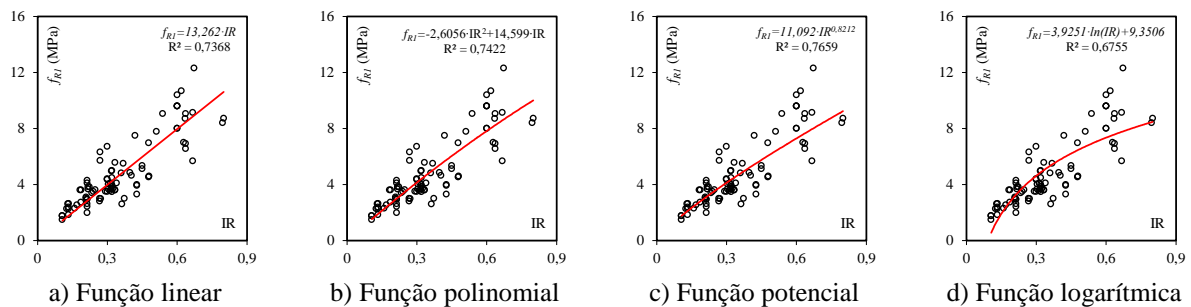 16
12
8
4
0
f_R1 (MPa)
f_R1=13,262·IR
R² = 0,7368
IR
0 0,3 0,6 0,9
a) Função linear
16
12
8
4
0
f_R1 (MPa)
f_R1=-2,6056·IR²+14,599·IR
R² = 0,7422
IR
0 0,3 0,6 0,9
b) Função polinomial
16
12
8
4
0
f_R1 (MPa)
f_R1=11,092·IR^0,8212
R² = 0,7659
IR
0 0,3 0,6 0,9
c) Função potencial
16
12
8
4
0
f_R1 (MPa)
f_R1=3,9251·ln(IR)+9,3506
R² = 0,6755
IR
0 0,3 0,6 0,9
d) Função logarítmica